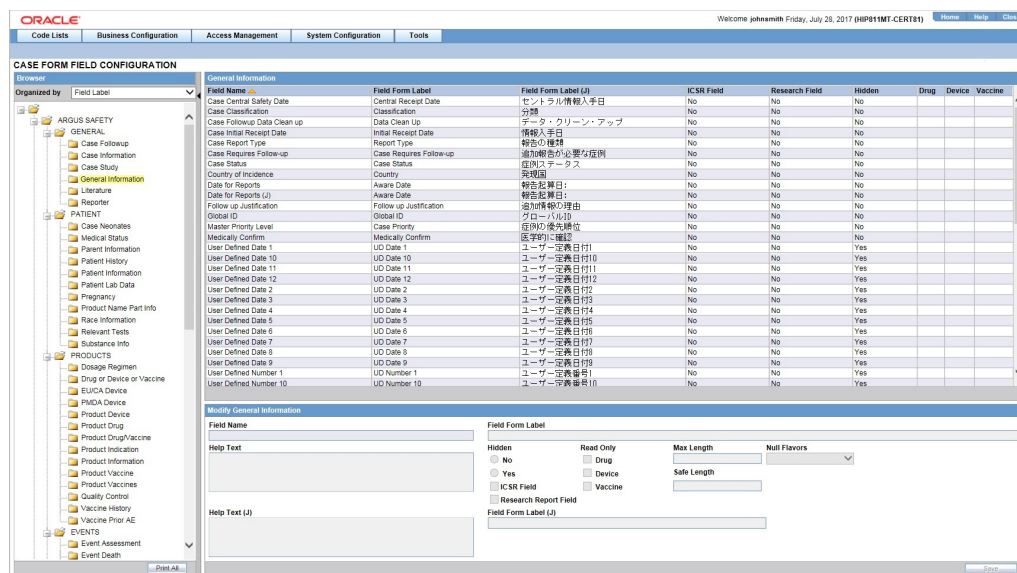 ORACLE
Welcome johnsmith Friday, July 28, 2017 (HIP811MT-CERT81) Home Help Clos
Code Lists Business Configuration Access Management System Configuration Tools
CASE FORM FIELD CONFIGURATION
Browser
Organized by Field Label
ARGUS SAFETY
GENERAL
Case Followup
Case Information
Case Study
General Information
Literature
Reporter
PATIENT
Case Neonates
Medical Status
Parent Information
Patient History
Patient Information
Patient Lab Data
Pregnancy
Product Name Part Info
Race Information
Relevant Tests
Substance Info
PRODUCTS
Dosage Regimen
Drug or Device or Vaccine
EU/CA Device
PMDA Device
Product Device
Product Drug
Product Drug/Vaccine
Product Indication
Product Information
Product Vaccine
Product Vaccines
Quality Control
Vaccine History
Vaccine Prior AE
EVENTS
Event Assessment
Event Death
Print All
General Information
Field Name Field Form Label Field Form Label (J) ICSR Field Research Field Hidden Drug Device Vaccine
Case Central Safety Date Central Receipt Date セントラル情報入手日 No No No
Case Classification Classification 分類 No No No
Case Followup Data Clean up Data Clean Up データ・クリーン・アップ No No No
Case Initial Receipt Date Initial Receipt Date 情報入手日 No No No
Case Report Type Report Type 報告の種類 No No No
Case Requires Follow-up Case Requires Follow-up 追加報告が必要な症例 No No No
Case Status Case Status 症例ステータス No No No
Country of Incidence Country 発現国 No No No
Date for Reports Aware Date 報告起算日: No No No
Date for Reports (J) Aware Date 報告起算日: No No No
Follow up Justification Follow up Justification 追加情報の理由 No No No
Global ID Global ID グローバルID No No No
Master Priority Level Case Priority 症例の優先順位 No No No
Medically Confirm Medically Confirm 医学的に確認 No No No
User Defined Date 1 UD Date 1 ユーザー定義日付1 No No Yes
User Defined Date 10 UD Date 10 ユーザー定義日付10 No No Yes
User Defined Date 11 UD Date 11 ユーザー定義日付11 No No Yes
User Defined Date 12 UD Date 12 ユーザー定義日付12 No No Yes
User Defined Date 2 UD Date 2 ユーザー定義日付2 No No Yes
User Defined Date 3 UD Date 3 ユーザー定義日付3 No No Yes
User Defined Date 4 UD Date 4 ユーザー定義日付4 No No Yes
User Defined Date 5 UD Date 5 ユーザー定義日付5 No No Yes
User Defined Date 6 UD Date 6 ユーザー定義日付6 No No Yes
User Defined Date 7 UD Date 7 ユーザー定義日付7 No No Yes
User Defined Date 8 UD Date 8 ユーザー定義日付8 No No Yes
User Defined Date 9 UD Date 9 ユーザー定義日付9 No No Yes
User Defined Number 1 UD Number 1 ユーザー定義番号1 No No Yes
User Defined Number 10 UD Number 10 ユーザー定義番号10 No No Yes
Modify General Information
Field Name Field Form Label
Help Text Hidden Read Only Max Length Null Flavors
No Drug
Yes Device Safe Length
ICSR Field Vaccine
Research Report Field
Help Text (J) Field Form Label (J)
Save